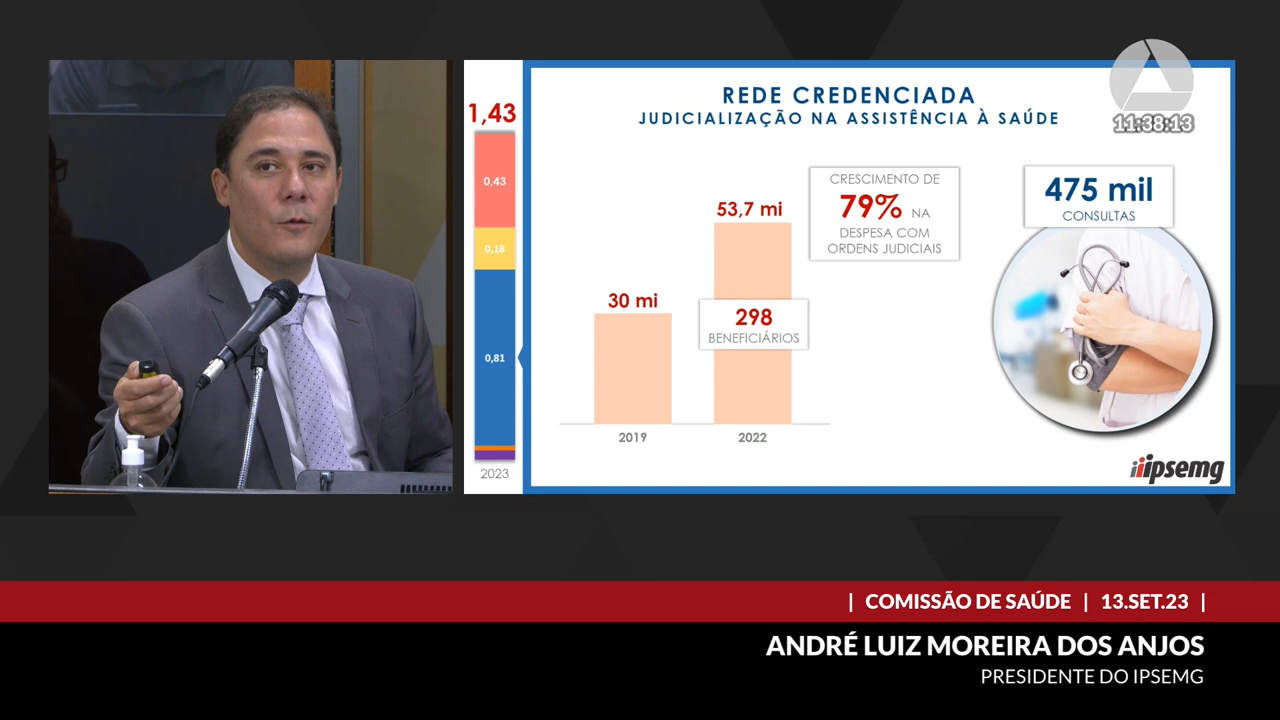 1,43
0,43
0,18
0,81
2023
REDE CREDENCIADA
JUDICIALIZAÇÃO NA ASSISTÊNCIA À SAÚDE
11:38:13
53,7 mi
30 mi
298
BENEFICIÁRIOS
2019
2022
CRESCIMENTO DE
79% NA
DESPESA COM
ORDENS JUDICIAIS
475 mil
CONSULTAS
ipsemg
| COMISSÃO DE SAÚDE | 13.SET.23 |
ANDRÉ LUIZ MOREIRA DOS ANJOS
PRESIDENTE DO IPSEMG